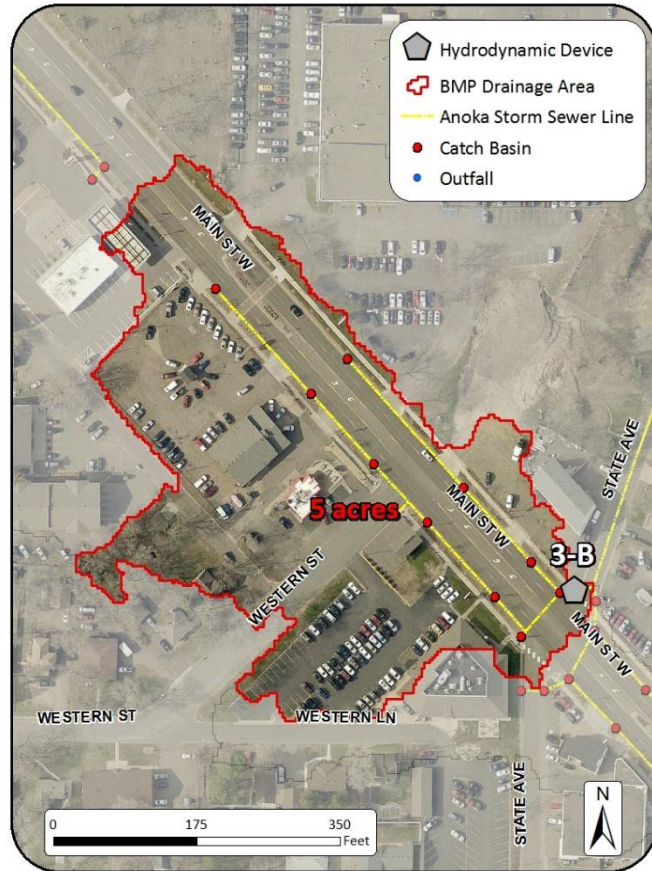 Hydrodynamic Device
BMP Drainage Area
Anoka Storm Sewer Line
Catch Basin
Outfall
MAIN ST W
5 acres
MAIN ST W
STATE AVE
3-B
WESTERN ST
MAIN ST W
WESTERN ST
WESTERN LN
STATE AVE
0 175 350
Feet
N